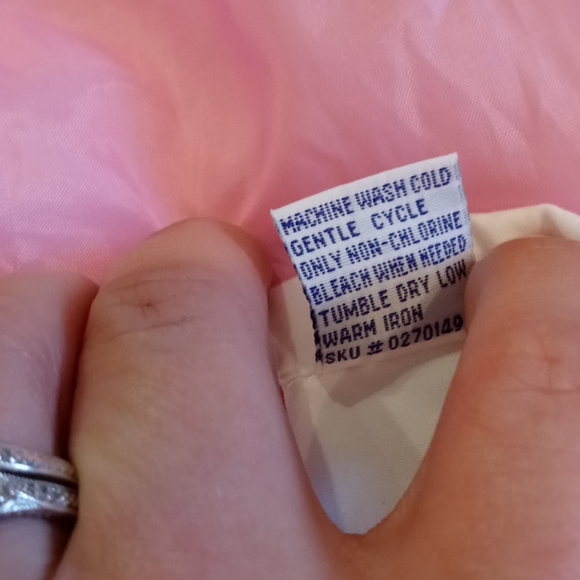 MACHINE WASH COLD
GENTLE CYCLE
ONLY NON-CHLORINE
BLEACH WHEN NEEDED
TUMBLE DRY LOW
WARM IRON
SKU # 0270149